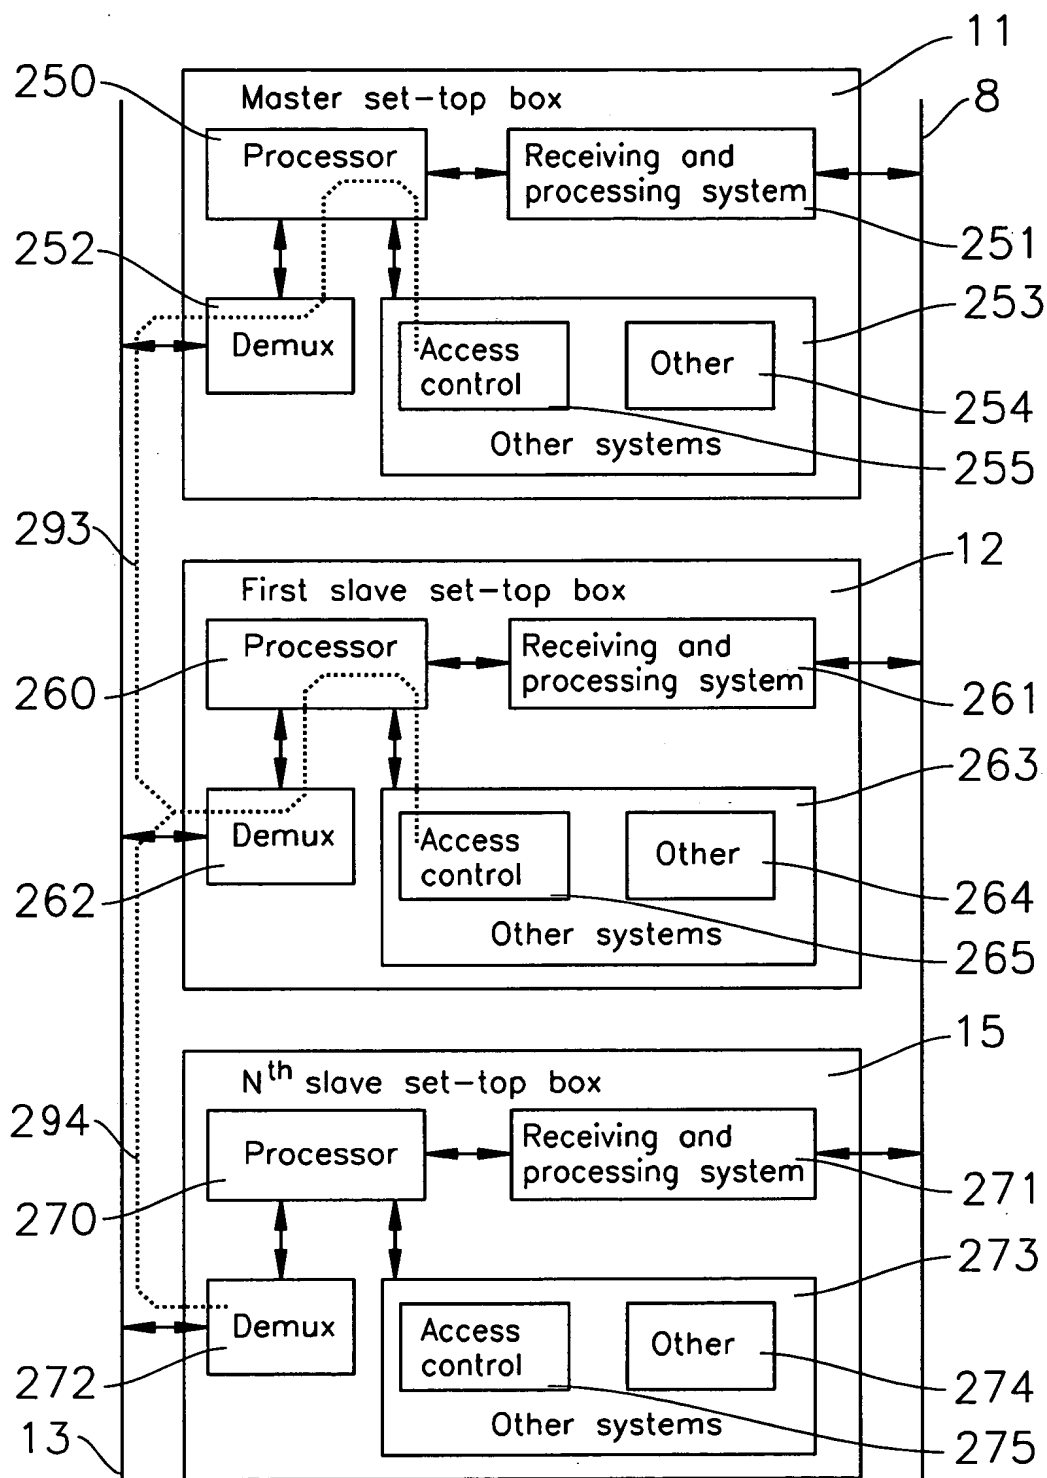 11
250
8
Master set-top box
Processor
Receiving and
processing system
251
252
253
Demux
Access
control
Other
254
Other systems
255
293
12
First slave set-top box
Processor
Receiving and
processing system
260
261
263
Demux
Access
control
Other
262
264
Other systems
265
15
Nth slave set-top box
294
Processor
Receiving and
processing system
270
271
273
Demux
Access
control
Other
272
274
Other systems
13
275